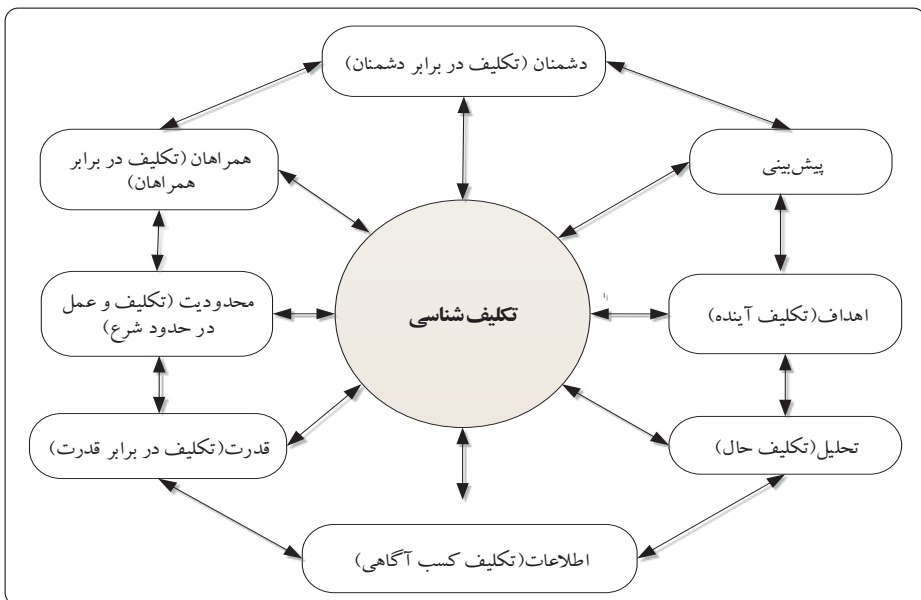 دشمنان (تکلیف در برابر دشمنان)
همراهان (تکلیف در برابر
همراهان)
پیش‌بینی
محدودیت (تکلیف و عمل
در حدود شرع)
تکلیف‌شناسی
اهداف(تکلیف آینده)
قدرت(تکلیف در برابر قدرت)
تحلیل(تکلیف حال)
اطلاعات(تکلیف کسب آگاهی)